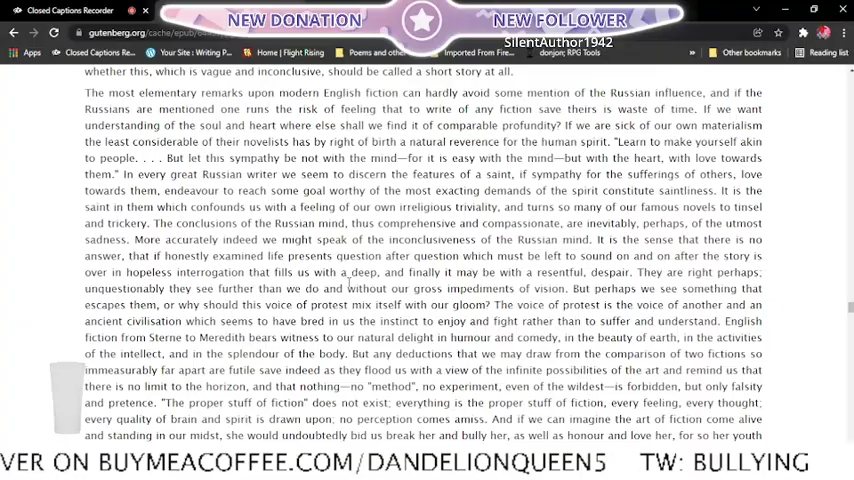 Closed Captions Recorder
NEW DONATION
NEW FOLLOWER
SilentAuthor1942
gutenberg.org/cache/epub/
Apps
Closed Captions Rec...
Your Site : Writing P...
Home | Flight Rising
Poems and other...
Imported From Fire...
donjon; RPG Tools
»
Other bookmarks
Reading list
whether this, which is vague and inconclusive, should be called a short story at all.
The most elementary remarks upon modern English fiction can hardly avoid some mention of the Russian influence, and if the
Russians are mentioned one runs the risk of feeling that to write of any fiction save theirs is waste of time. If we want
understanding of the soul and heart where else shall we find it of comparable profundity? If we are sick of our own materialism
the least considerable of their novelists has by right of birth a natural reverence for the human spirit. "Learn to make yourself akin
to people. . . . But let this sympathy be not with the mind—for it is easy with the mind—but with the heart, with love towards
them." In every great Russian writer we seem to discern the features of a saint, if sympathy for the sufferings of others, love
towards them, endeavour to reach some goal worthy of the most exacting demands of the spirit constitute saintliness. It is the
saint in them which confounds us with a feeling of our own irreligious triviality, and turns so many of our famous novels to tinsel
and trickery. The conclusions of the Russian mind, thus comprehensive and compassionate, are inevitably, perhaps, of the utmost
sadness. More accurately indeed we might speak of the inconclusiveness of the Russian mind. It is the sense that there is no
answer, that if honestly examined life presents question after question which must be left to sound on and on after the story is
over in hopeless interrogation that fills us with a deep, and finally it may be with a resentful, despair. They are right perhaps;
unquestionably they see further than we do and without our gross impediments of vision. But perhaps we see something that
escapes them, or why should this voice of protest mix itself with our gloom? The voice of protest is the voice of another and an
ancient civilisation which seems to have bred in us the instinct to enjoy and fight rather than to suffer and understand. English
fiction from Sterne to Meredith bears witness to our natural delight in humour and comedy, in the beauty of earth, in the activities
of the intellect, and in the splendour of the body. But any deductions that we may draw from the comparison of two fictions so
immeasurably far apart are futile save indeed as they flood us with a view of the infinite possibilities of the art and remind us that
there is no limit to the horizon, and that nothing—no "method", no experiment, even of the wildest—is forbidden, but only falsity
and pretence. "The proper stuff of fiction" does not exist; everything is the proper stuff of fiction, every feeling, every thought;
every quality of brain and spirit is drawn upon; no perception comes amiss. And if we can imagine the art of fiction come alive
and standing in our midst, she would undoubtedly bid us break her and bully her, as well as honour and love her, for so her youth
VER ON BUYMEACOFFEE.COM/DANDELIONQUEEN5 TW: BULLYING